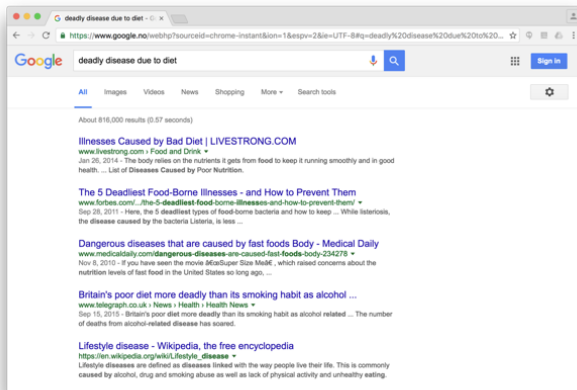 deadly disease due to diet - G
https://www.google.no/webhp?sourceid=chrome-instant&ion=1&espv=2&ie=UTF-8#q=deadly%20disease%20due%20to%20...
Google deadly disease due to diet Sign in
All Images Videos News Shopping More Search tools
About 816,000 results (0.57 seconds)
Illnesses Caused by Bad Diet | LIVESTRONG.COM
www.livestrong.com › Food and Drink
Jan 26, 2014 - The body relies on the nutrients it gets from food to keep it running smoothly and in good
health. ... List of Diseases Caused by Poor Nutrition.
The 5 Deadliest Food-Borne Illnesses - and How to Prevent Them
www.forbes.com/.../the-5-deadliest-food-borne-illnesses-and-how-to-prevent-them/
Sep 28, 2011 - Here, the 5 deadliest types of food-borne bacteria and how to keep ... While listeriosis,
the disease caused by the bacteria Listeria, is less ...
Dangerous diseases that are caused by fast foods Body - Medical Daily
www.medicaldaily.com/dangerous-diseases-are-caused-fast-foods-body-234278
Nov 8, 2010 - If you have seen the movie â€œSuper Size Meâ€ , which raised concerns about the
nutrition levels of fast food in the United States so long ago, ...
Britain's poor diet more deadly than its smoking habit as alcohol ...
www.telegraph.co.uk › News › Health › Health News
Sep 15, 2015 - Britain's poor diet more deadly than its smoking habit as alcohol related ... The number
of deaths from alcohol-related disease has soared.
Lifestyle disease - Wikipedia, the free encyclopedia
https://en.wikipedia.org/wiki/Lifestyle_disease
Lifestyle diseases are defined as diseases linked with the way people live their life. This is commonly
caused by alcohol, drug and smoking abuse as well as lack of physical activity and unhealthy eating.